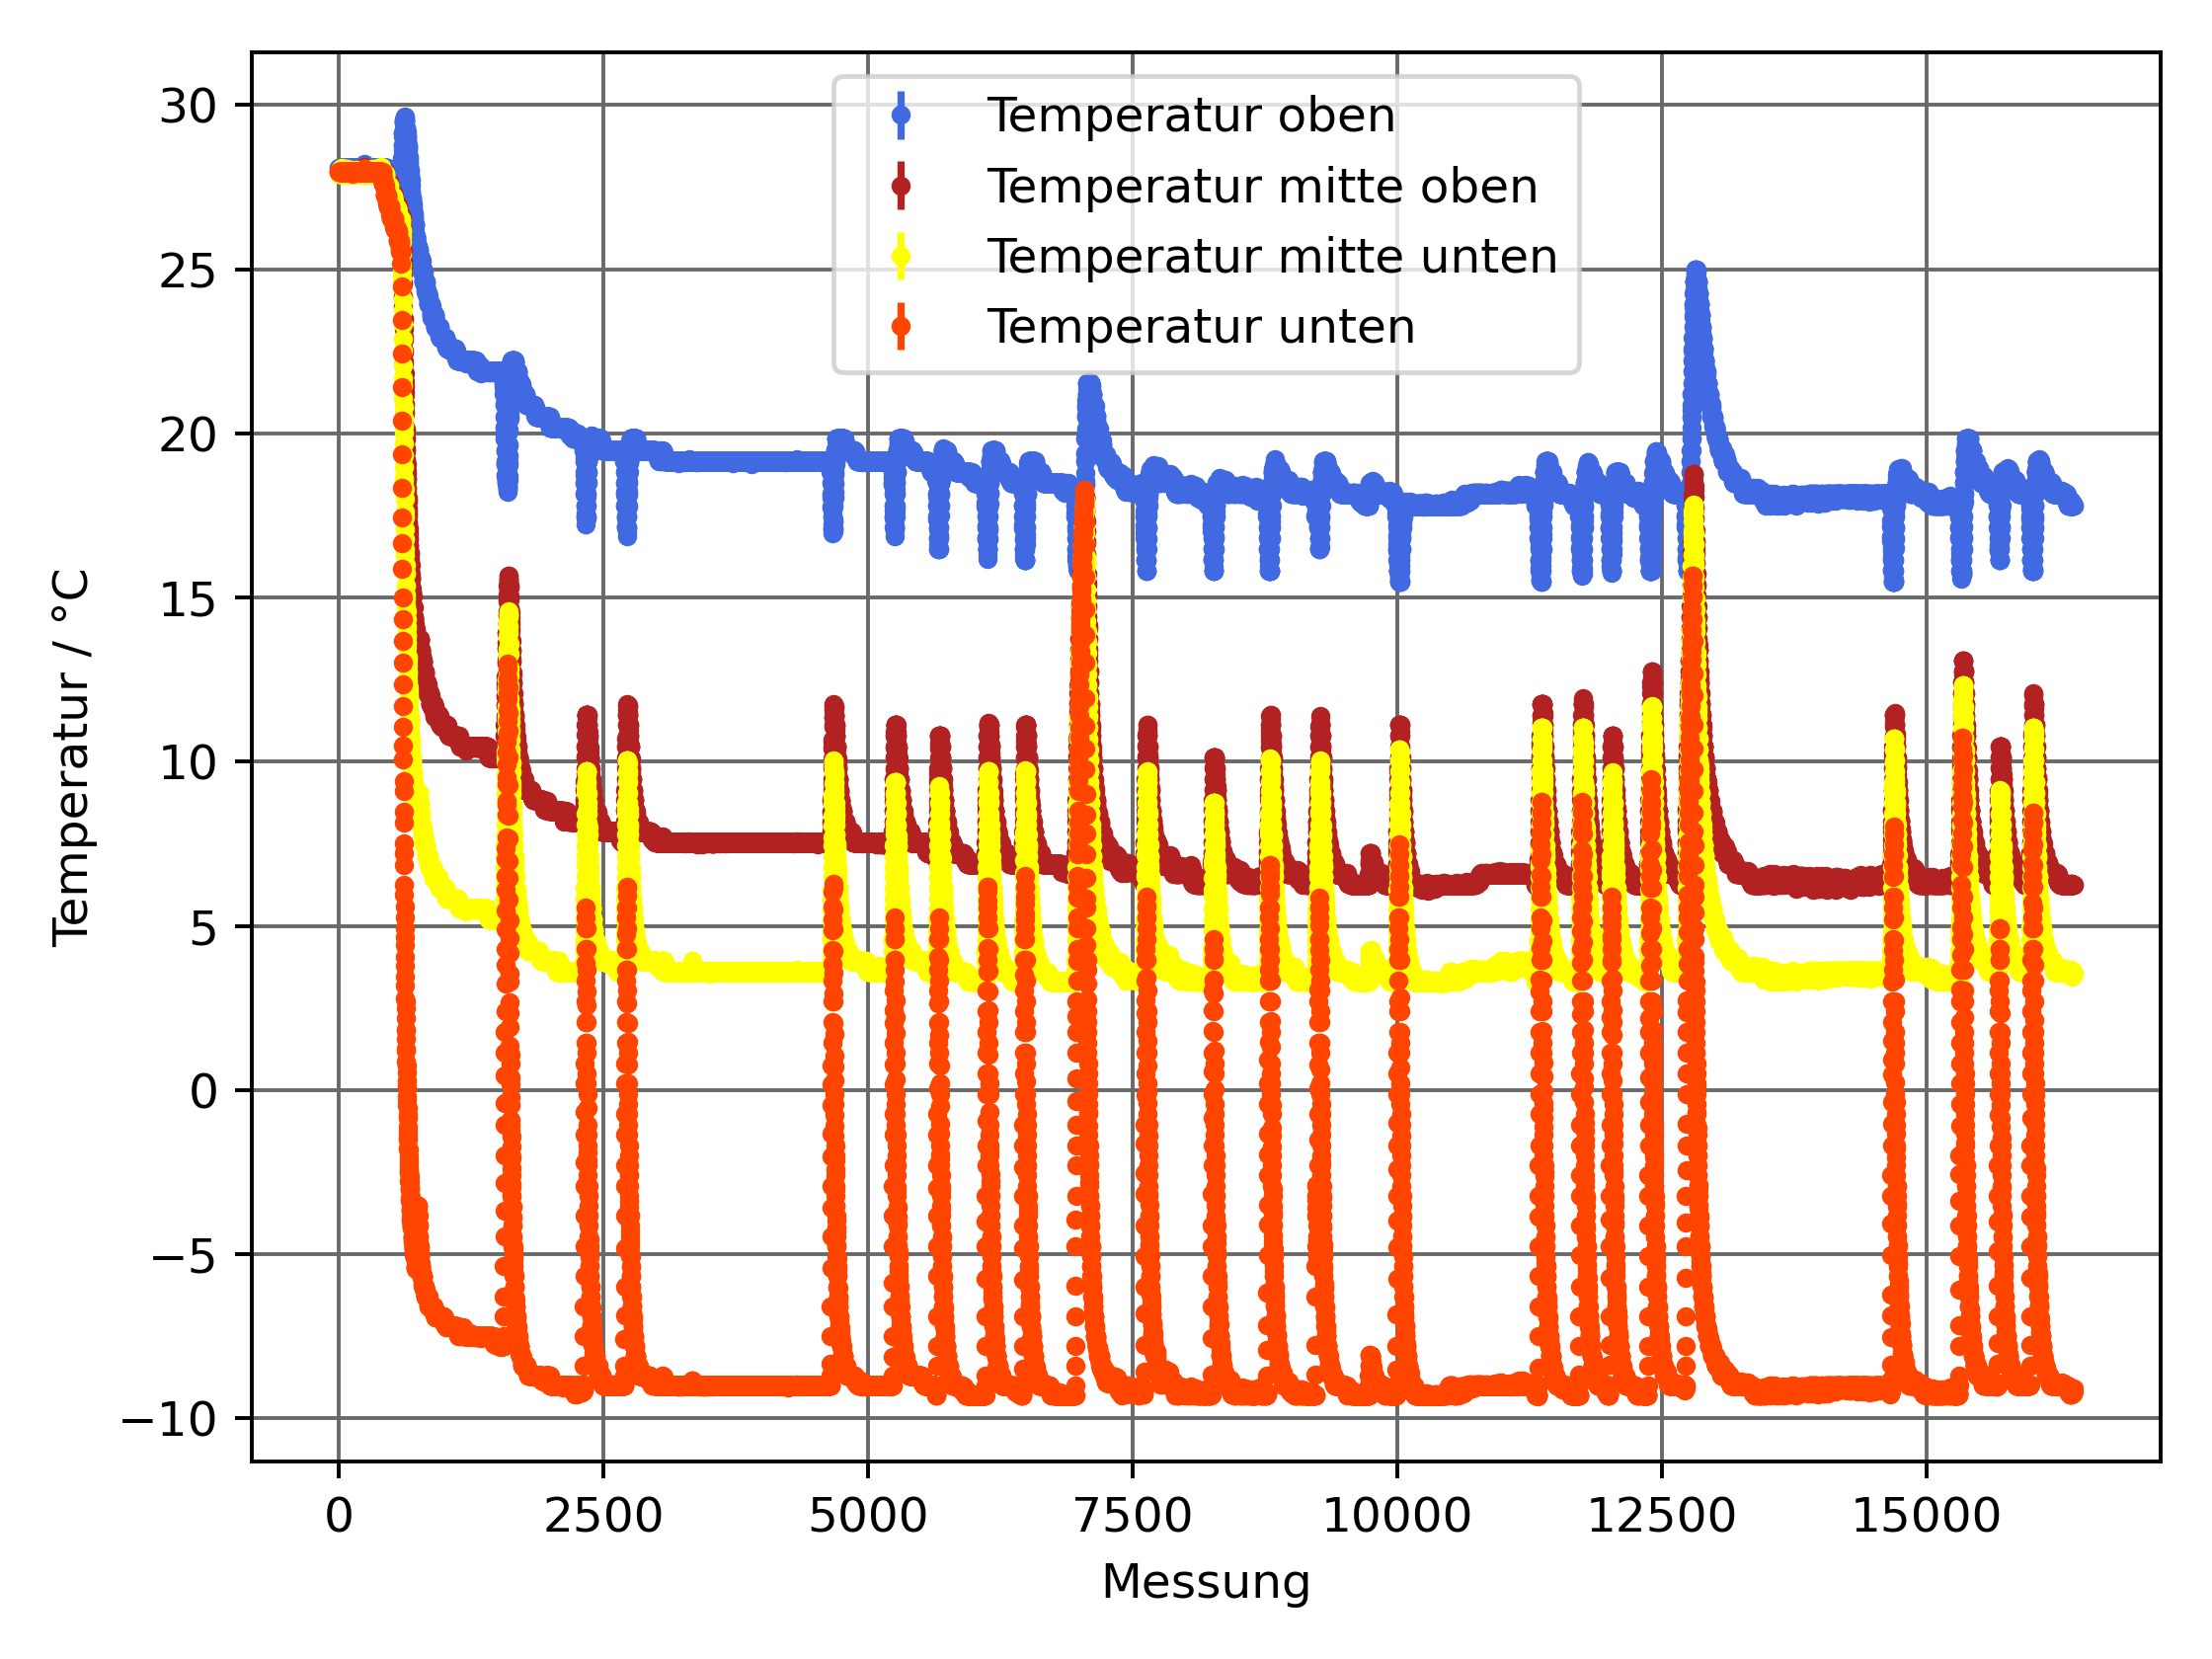 Temperatur oben
Temperatur mitte oben
Temperatur mitte unten
Temperatur unten
30
25
20
15
10
5
0
−5
−10
Temperatur / °C
0 2500 5000 7500 10000 12500 15000
Messung